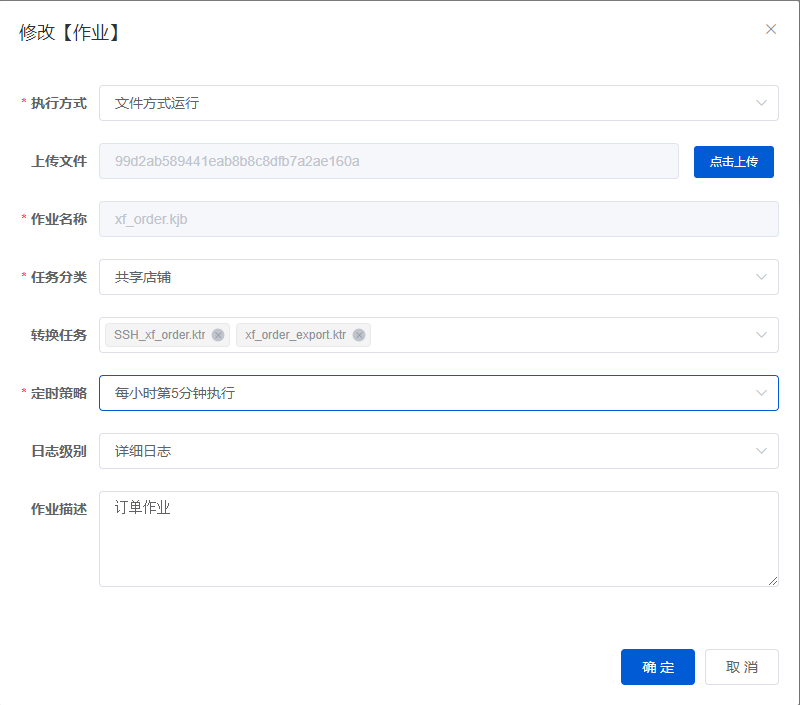 修改【作业】
* 执行方式 文件方式运行
上传文件 99d2ab589441eab8b8c8dfb7a2ae160a 点击上传
* 作业名称 xf_order.kjb
* 任务分类 共享店铺
转换任务 SSH_xf_order.ktr xf_order_export.ktr
* 定时策略 每小时第5分钟执行
日志级别 详细日志
作业描述 订单作业
确 定 取 消